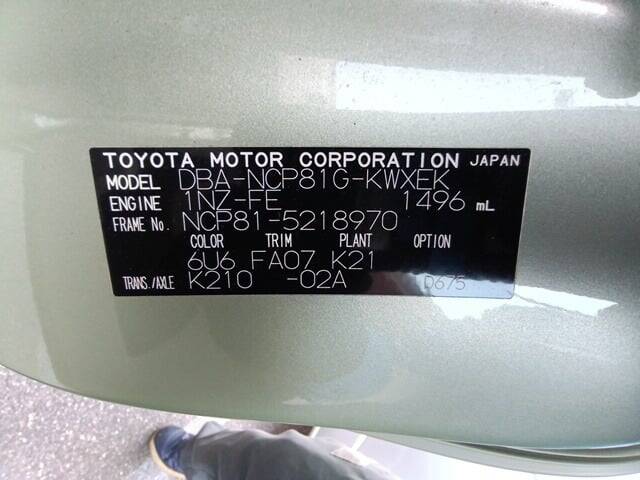 TOYOTA MOTOR CORPORATION JAPAN
MODEL DBA-NCP81G-KWXEK
ENGINE 1NZ-FE 1496 mL
FRAME No. NCP81-5218970
COLOR TRIM PLANT OPTION
6U6 FA07 K21
TRANS./AXLE K210 -02A D675